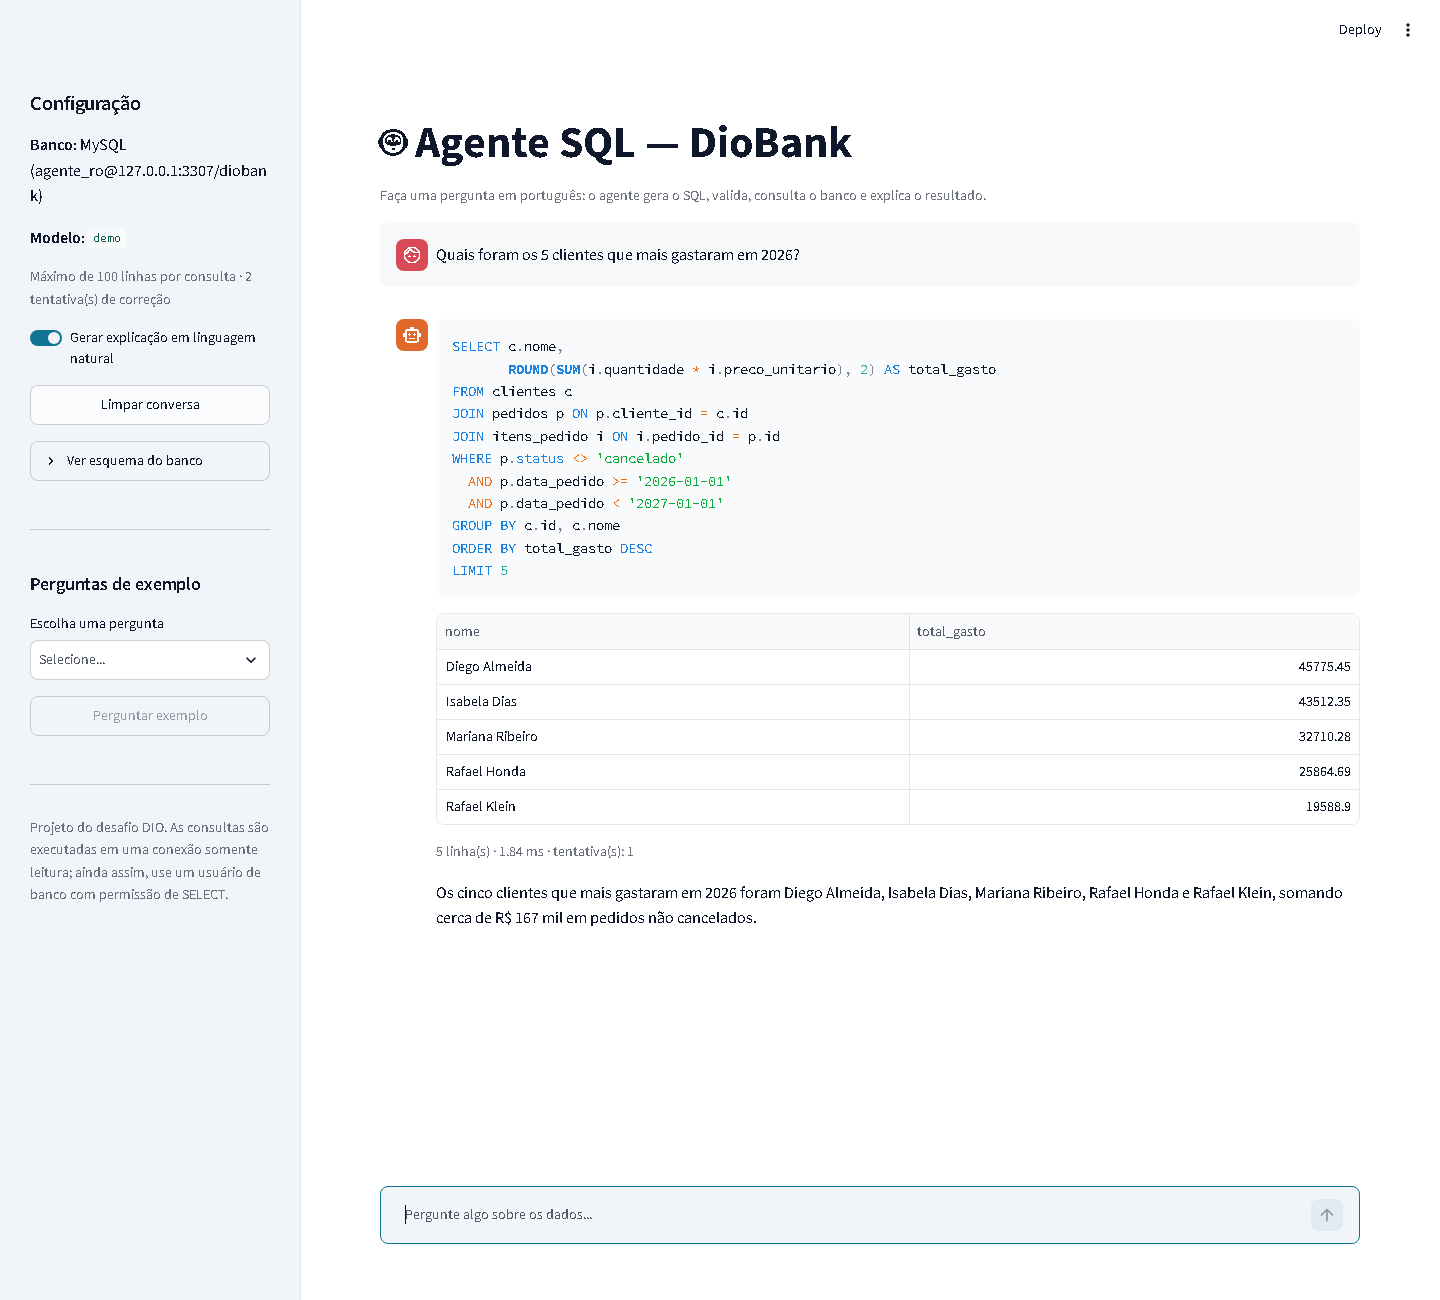 Deploy
Configuração
Banco: MySQL
(agente_ro@127.0.0.1:3307/dioban
k)
Modelo: demo
Máximo de 100 linhas por consulta · 2
tentativa(s) de correção
Gerar explicação em linguagem
natural
Limpar conversa
Ver esquema do banco
Perguntas de exemplo
Escolha uma pergunta
Selecione...
Perguntar exemplo
Projeto do desafio DIO. As consultas são
executadas em uma conexão somente
leitura; ainda assim, use um usuário de
banco com permissão de SELECT.
Agente SQL — DioBank
Faça uma pergunta em português: o agente gera o SQL, valida, consulta o banco e explica o resultado.
Quais foram os 5 clientes que mais gastaram em 2026?
SELECT c.nome,
       ROUND(SUM(i.quantidade * i.preco_unitario), 2) AS total_gasto
FROM clientes c
JOIN pedidos p ON p.cliente_id = c.id
JOIN itens_pedido i ON i.pedido_id = p.id
WHERE p.status <> 'cancelado'
  AND p.data_pedido >= '2026-01-01'
  AND p.data_pedido < '2027-01-01'
GROUP BY c.id, c.nome
ORDER BY total_gasto DESC
LIMIT 5
nome total_gasto
Diego Almeida 45775.45
Isabela Dias 43512.35
Mariana Ribeiro 32710.28
Rafael Honda 25864.69
Rafael Klein 19588.9
5 linha(s) · 1.84 ms · tentativa(s): 1
Os cinco clientes que mais gastaram em 2026 foram Diego Almeida, Isabela Dias, Mariana Ribeiro, Rafael Honda e Rafael Klein, somando
cerca de R$ 167 mil em pedidos não cancelados.
Pergunte algo sobre os dados...